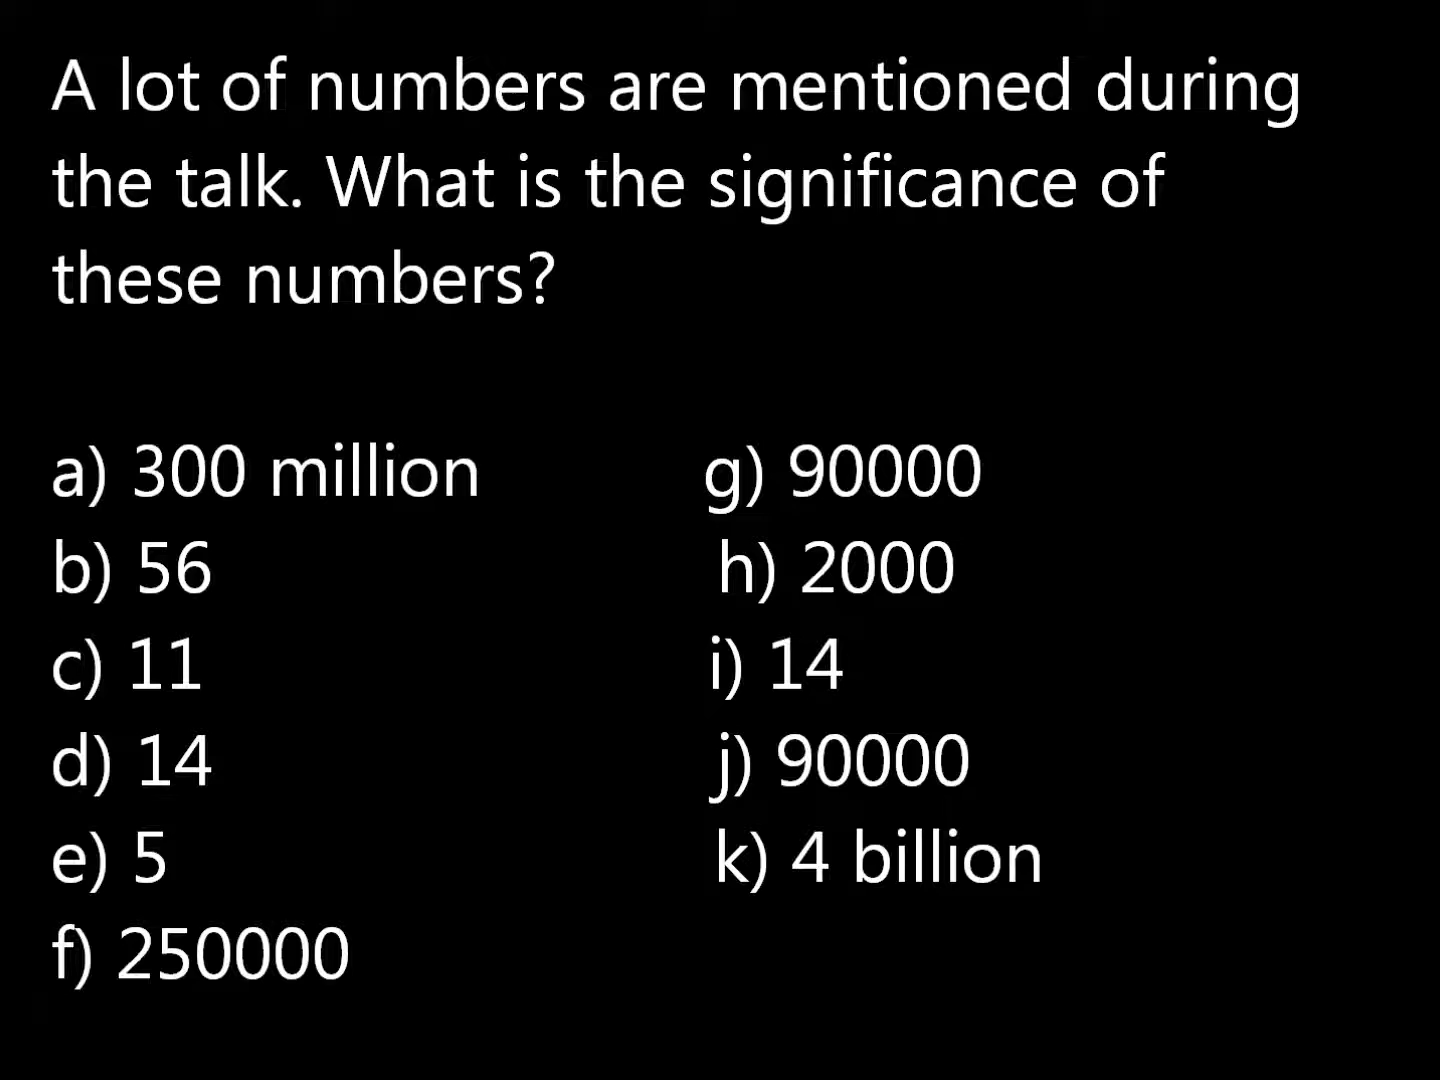 A lot of numbers are mentioned during
the talk. What is the significance of
these numbers?
a) 300 million
b) 56
c) 11
d) 14
e) 5
f) 250000
g) 90000
h) 2000
i) 14
j) 90000
k) 4 billion